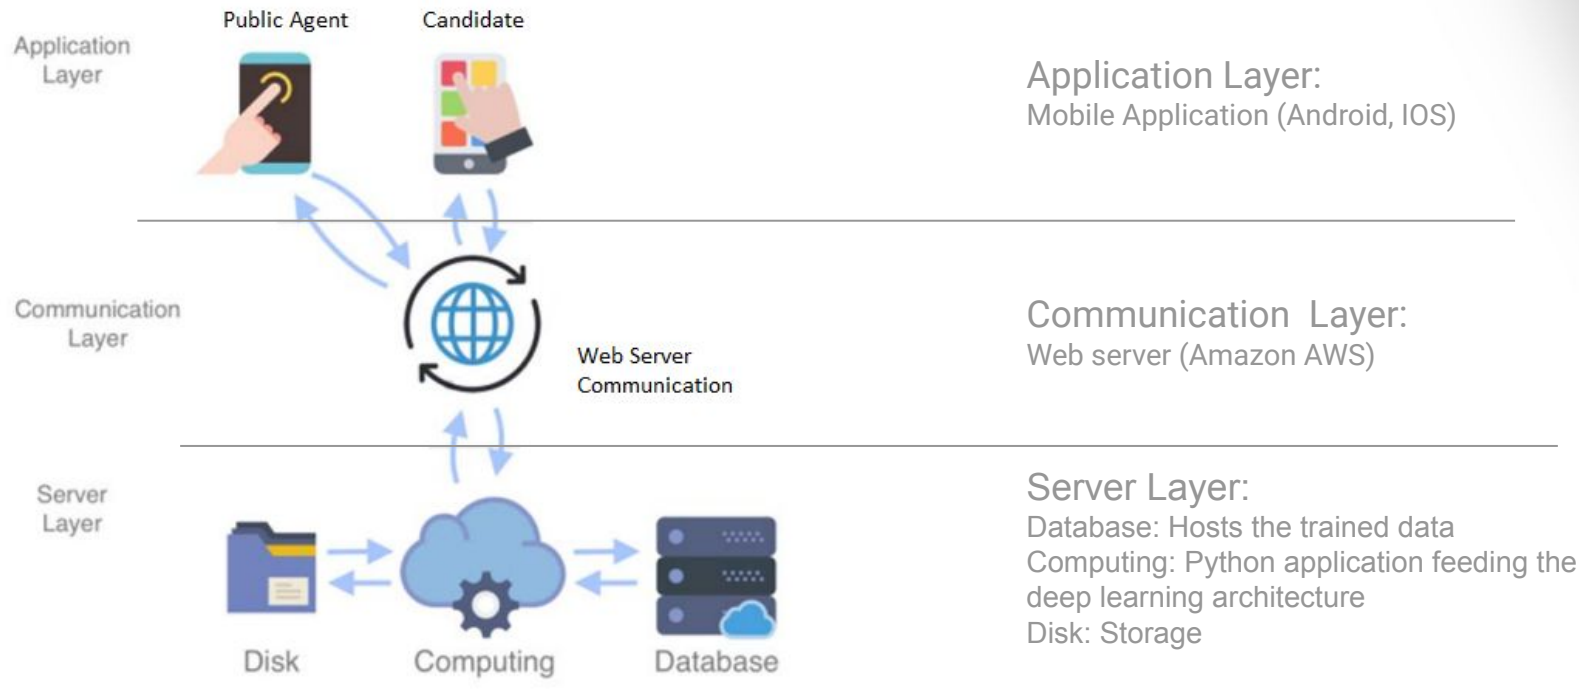 Public Agent
Candidate
Application
Layer
Application Layer:
Mobile Application (Android, IOS)
Communication
Layer
Web Server
Communication
Communication  Layer:
Web server (Amazon AWS)
Server
Layer
Disk
Computing
Database
Server Layer:
Database: Hosts the trained data
Computing: Python application feeding the
deep learning architecture
Disk: Storage